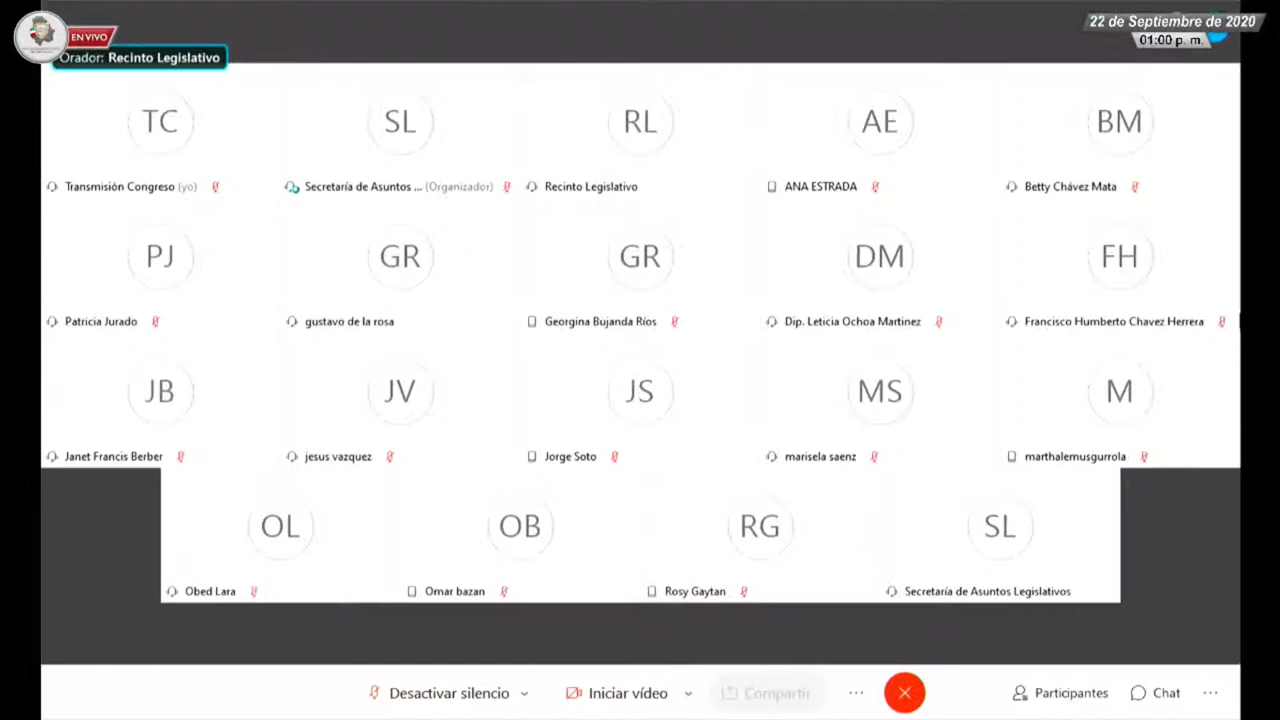 EN VIVO
22 de Septiembre de 2020
01:00 p. m.
Orador: Recinto Legislativo
TC SL RL AE BM
Transmisión Congreso (yo) Secretaría de Asuntos ... (Organizador) Recinto Legislativo ANA ESTRADA Betty Chávez Mata
PJ GR GR DM FH
Patricia Jurado gustavo de la rosa Georgina Bujanda Ríos Dip. Leticia Ochoa Martinez Francisco Humberto Chavez Herrera
JB JV JS MS M
Janet Francis Berber jesus vazquez Jorge Soto marisela saenz marthalemusgurrola
OL OB RG SL
Obed Lara Omar bazan Rosy Gaytan Secretaría de Asuntos Legislativos
Desactivar silencio Iniciar vídeo Compartir Participantes Chat